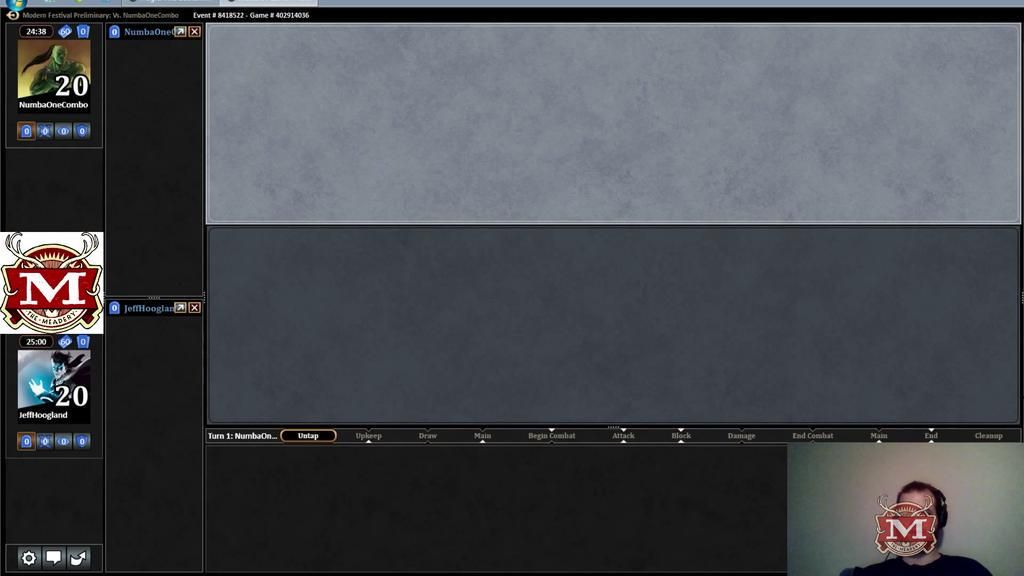 Modern Festival Preliminary: Vs. NumbaOneCombo Event # 8418522 - Game # 402914036
24:38 60 0
20
NumbaOneCombo
0 0 0 0
0 NumbaOneC
M
THE MEADERY
25:00 60 0
20
JeffHoogland
0 0 0 0
0 JeffHooglan
Turn 1: NumbaOn... Untap Upkeep Draw Main Begin Combat Attack Block Damage End Combat Main End Cleanup
M
THE MEADERY